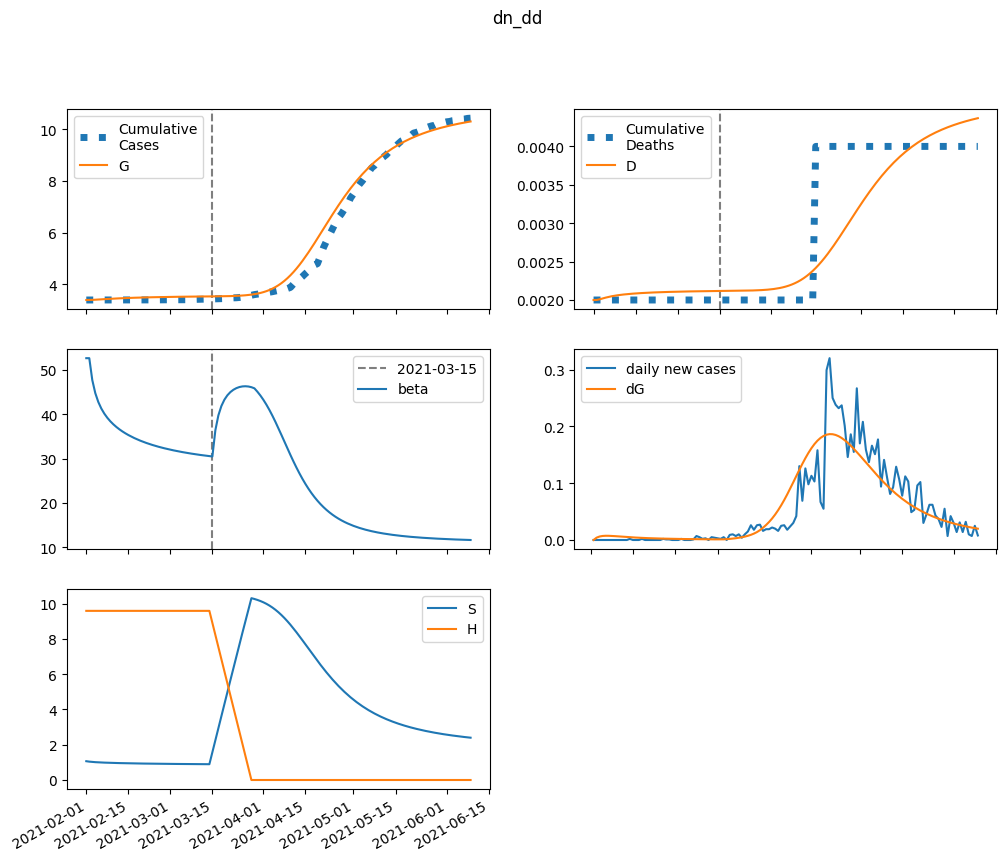 dn_dd
Cumulative
Cases
G
10
8
6
4
Cumulative
Deaths
D
0.0040
0.0035
0.0030
0.0025
0.0020
2021-03-15
beta
50
40
30
20
10
daily new cases
dG
0.3
0.2
0.1
0.0
S
H
10
8
6
4
2
0
2021-02-01
2021-02-15
2021-03-01
2021-03-15
2021-04-01
2021-04-15
2021-05-01
2021-05-15
2021-06-01
2021-06-15